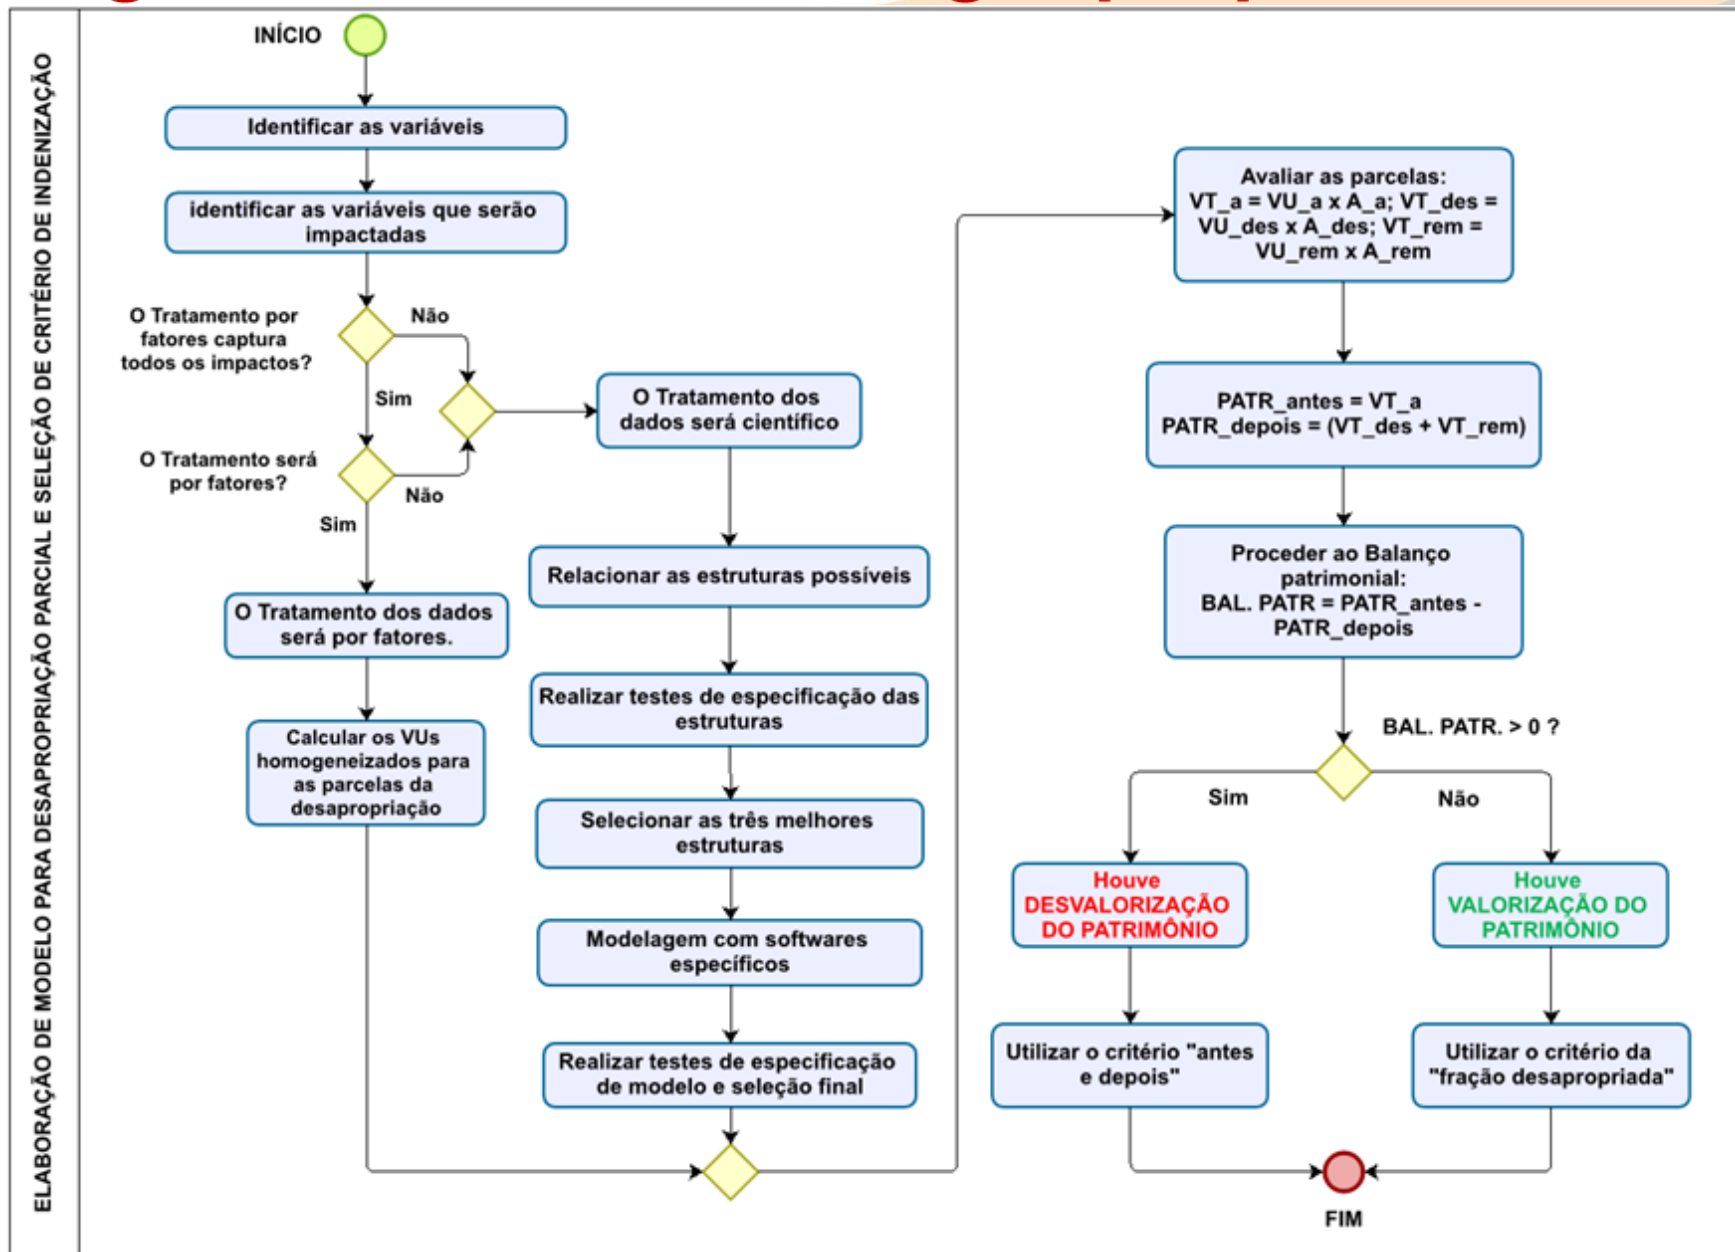 ELABORAÇÃO DE MODELO PARA DESAPROPRIAÇÃO PARCIAL E SELEÇÃO DE CRITÉRIO DE INDENIZAÇÃO
INÍCIO
Identificar as variáveis
identificar as variáveis que serão
impactadas
O Tratamento por
fatores captura
todos os impactos?
Não
Sim
O Tratamento será
por fatores?
Não
Sim
O Tratamento dos dados
será por fatores.
Calcular os VUs
homogeneizados para
as parcelas da
desapropriação
O Tratamento dos
dados será científico
Relacionar as estruturas possíveis
Realizar testes de especificação das
estruturas
Selecionar as três melhores
estruturas
Modelagem com softwares
específicos
Realizar testes de especificação
de modelo e seleção final
Avaliar as parcelas:
VT_a = VU_a x A_a; VT_des =
VU_des x A_des; VT_rem =
VU_rem x A_rem
PATR_antes = VT_a
PATR_depois = (VT_des + VT_rem)
Proceder ao Balanço
patrimonial:
BAL. PATR = PATR_antes -
PATR_depois
BAL. PATR. > 0 ?
Sim
Não
Houve
DESVALORIZAÇÃO
DO PATRIMÔNIO
Houve
VALORIZAÇÃO DO
PATRIMÔNIO
Utilizar o critério "antes
e depois"
Utilizar o critério da
"fração desapropriada"
FIM